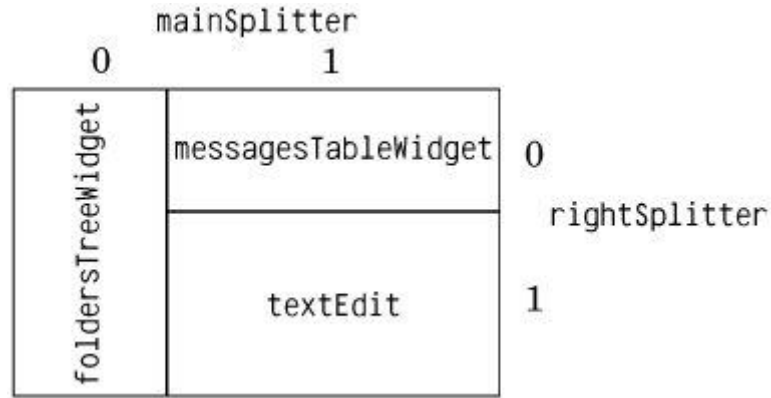 mainSplitter
0 1
foldersTreeWidget
messagesTableWidget 0
rightSplitter
textEdit 1